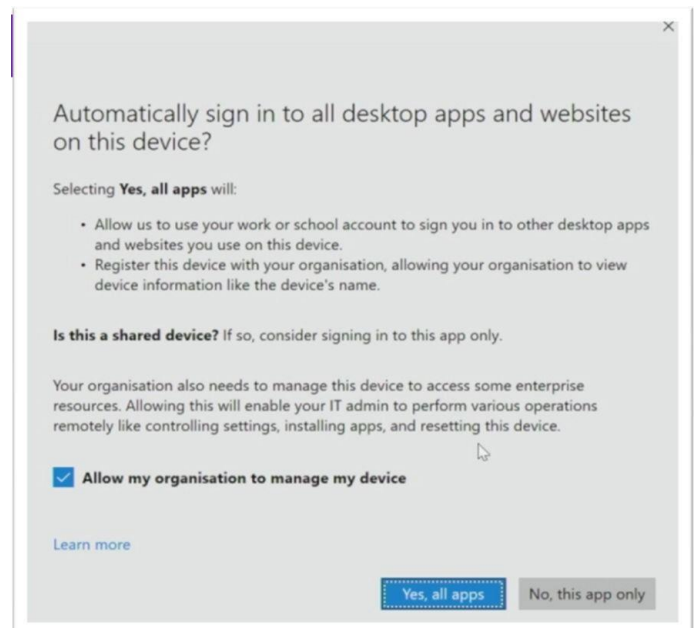 Automatically sign in to all desktop apps and websites
on this device?
Selecting Yes, all apps will:
• Allow us to use your work or school account to sign you in to other desktop apps
and websites you use on this device.
• Register this device with your organisation, allowing your organisation to view
device information like the device's name.
Is this a shared device? If so, consider signing in to this app only.
Your organisation also needs to manage this device to access some enterprise
resources. Allowing this will enable your IT admin to perform various operations
remotely like controlling settings, installing apps, and resetting this device.
Allow my organisation to manage my device
Learn more
Yes, all apps
No, this app only